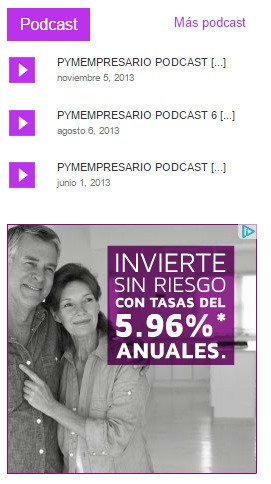 Podcast
Más podcast
PYMEMPRESARIO PODCAST [...]
noviembre 5, 2013
PYMEMPRESARIO PODCAST 6 [...]
agosto 6, 2013
PYMEMPRESARIO PODCAST [...]
junio 1, 2013
INVIERTE
SIN RIESGO
CON TASAS DEL
5.96%*
ANUALES.